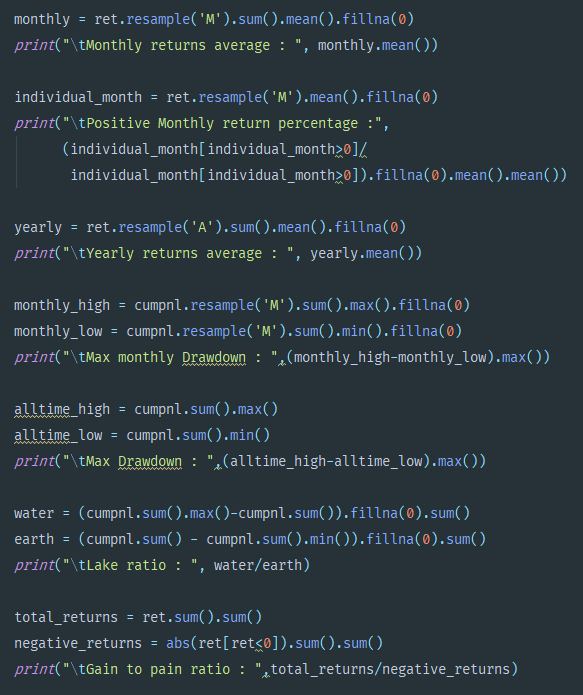 monthly = ret.resample('M').sum().mean().fillna(0)
print("\tMonthly returns average : ", monthly.mean())
individual_month = ret.resample('M').mean().fillna(0)
print("\tPositive Monthly return percentage :",
(individual_month[individual_month>0]/
individual_month[individual_month>0]).fillna(0).mean().mean())
yearly = ret.resample('A').sum().mean().fillna(0)
print("\tYearly returns average : ", yearly.mean())
monthly_high = cumpnl.resample('M').sum().max().fillna(0)
monthly_low = cumpnl.resample('M').sum().min().fillna(0)
print("\tMax monthly Drawdown : ",(monthly_high-monthly_low).max())
alltime_high = cumpnl.sum().max()
alltime_low = cumpnl.sum().min()
print("\tMax Drawdown : ",(alltime_high-alltime_low).max())
water = (cumpnl.sum().max()-cumpnl.sum()).fillna(0).sum()
earth = (cumpnl.sum() - cumpnl.sum().min()).fillna(0).sum()
print("\tLake ratio : ", water/earth)
total_returns = ret.sum().sum()
negative_returns = abs(ret[ret<0]).sum().sum()
print("\tGain to pain ratio : ",total_returns/negative_returns)